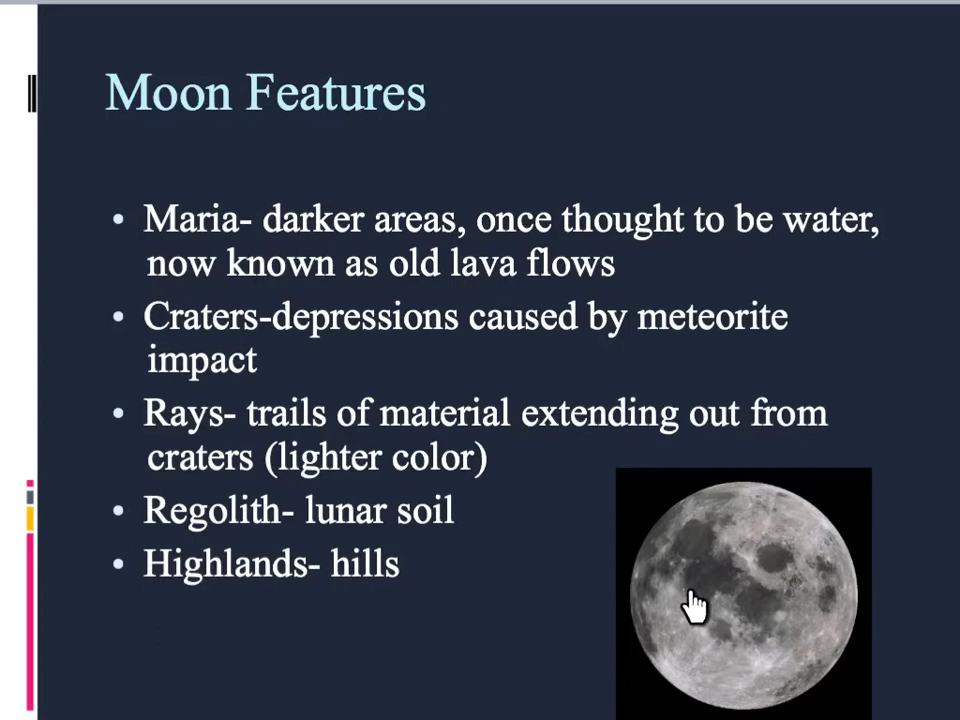 Moon Features
• Maria- darker areas, once thought to be water,
now known as old lava flows
• Craters-depressions caused by meteorite
impact
• Rays- trails of material extending out from
craters (lighter color)
• Regolith- lunar soil
• Highlands- hills